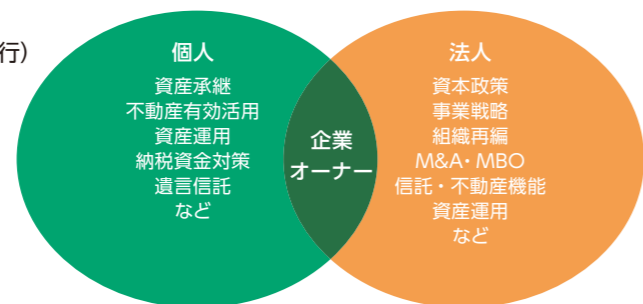 行）
個人
資産承継
不動産有効活用
資産運用
納税資金対策
遺言信託
など
企業
オーナー
法人
資本政策
事業戦略
組織再編
M&A・MBO
信託・不動産機能
資産運用
など